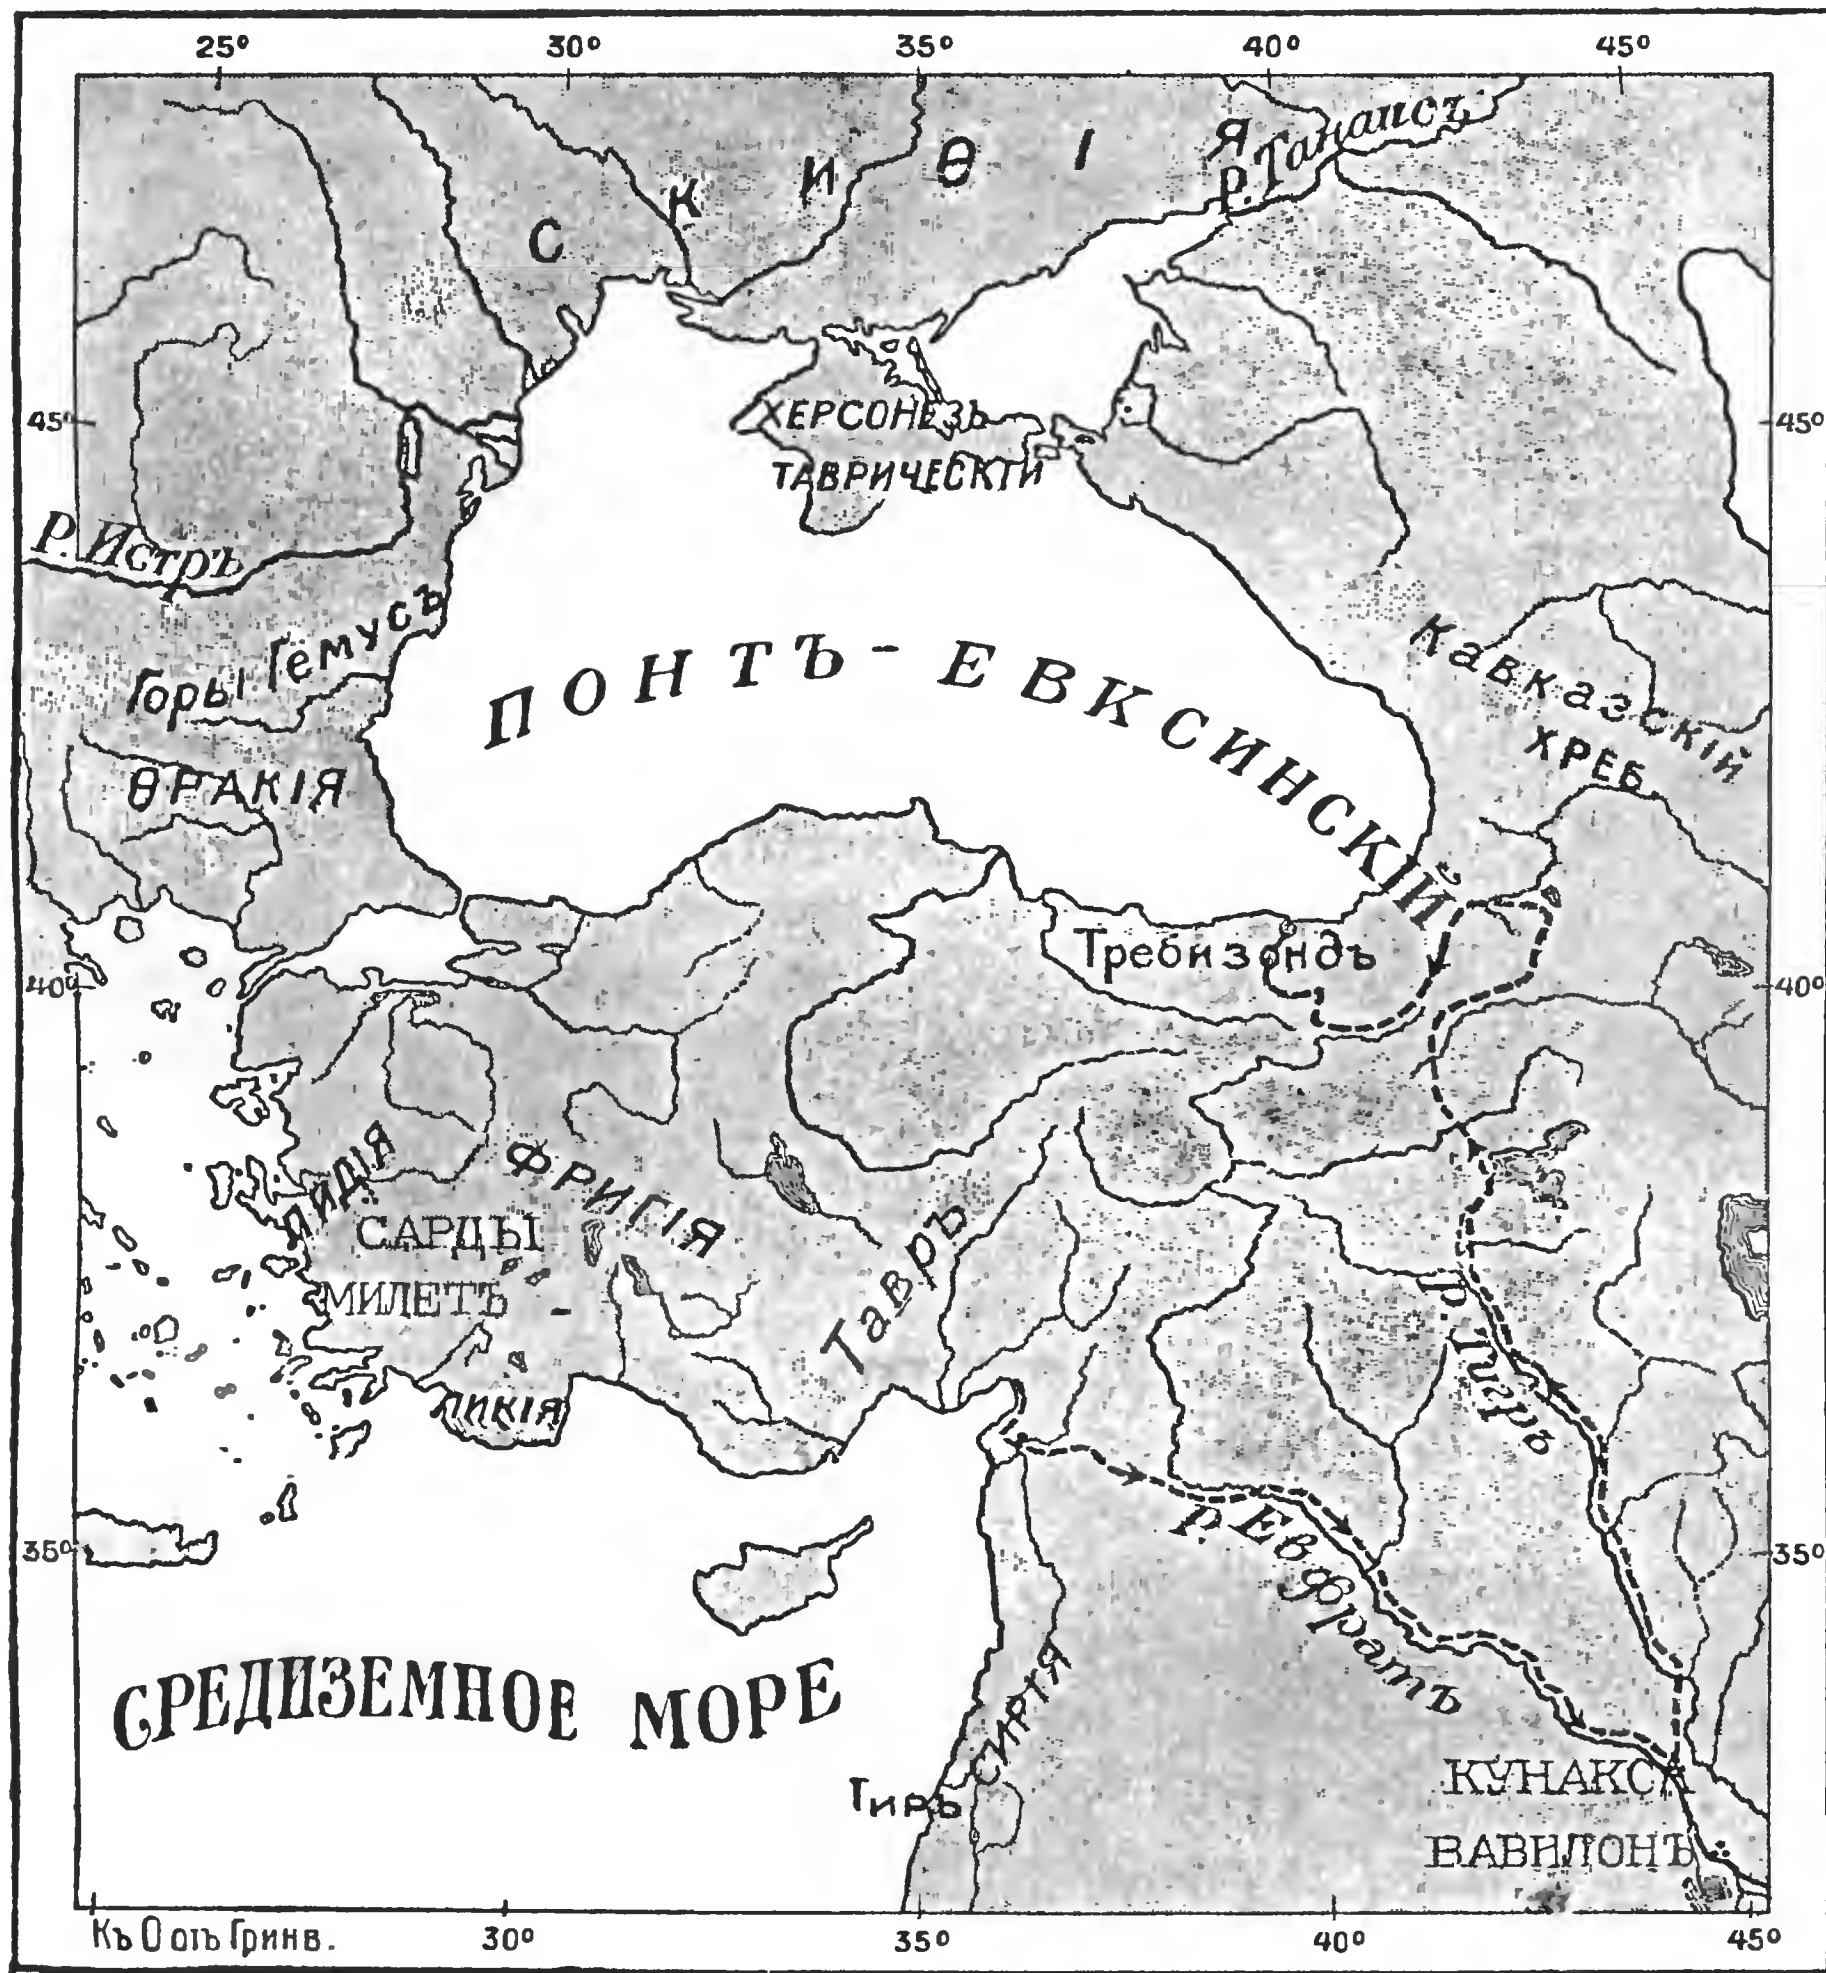 25° 30° 35° 40° 45°
СКИѲІЯ
Р. Танаисъ
45° 45°
ХЕРСОНЕЗЪ
ТАВРИЧЕСКІЙ
Р. Истръ
Горы Гемусъ
ПОНТЪ-ЕВКСИНСКІЙ
Кавказскій
ХРЕБ.
ѲРАКІЯ
Требизондъ
40° 40°
ЛИДІЯ
ФРИГІЯ
САРДЫ
МИЛЕТЪ
Тавръ
Р. Тигръ
ЛИКІЯ
Р. Евфратъ
35° 35°
СРЕДИЗЕМНОЕ МОРЕ
СИРІЯ
Тиръ
КУНАКСА
ВАВИЛОНЪ
Къ О отъ Гринв. 30° 35° 40° 45°